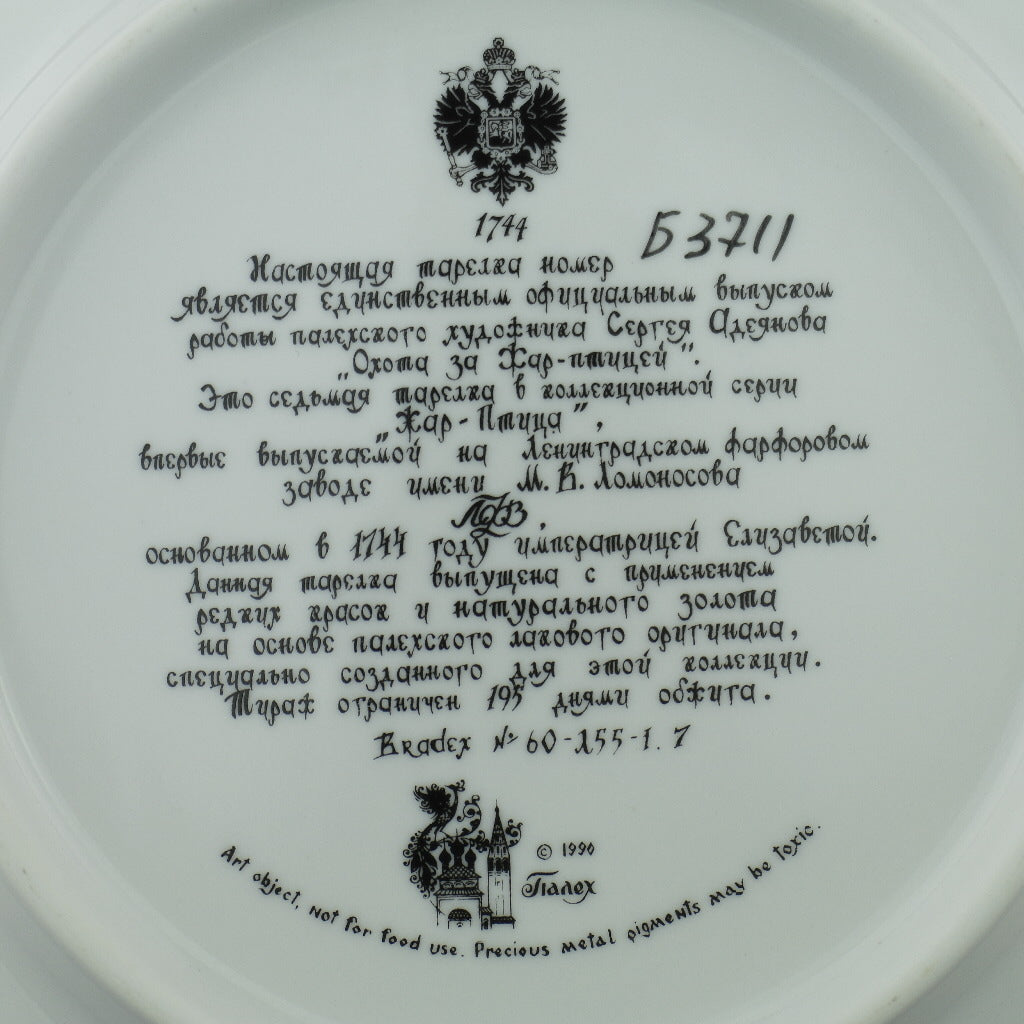 1744
Б3711
Настоящая тарелка номер
является единственным официальным выпуском
работы палехского художника Сергея Адеянова
"Охота за Жар-птицей".
Это седьмая тарелка в коллекционной серии
"Жар-Птица",
впервые выпускаемой на Ленинградском фарфоровом
заводе имени М. В. Ломоносова
основанном в 1744 году императрицей Елизаветой.
Данная тарелка выпущена с применением
редких красок и натурального золота
на основе палехского лакового оригинала,
специально созданного для этой коллекции.
Тираж ограничен 195 днями обжига.
Bradex № 60-155-1.7
© 1990
Палех
Art object, not for food use. Precious metal pigments may be toxic.